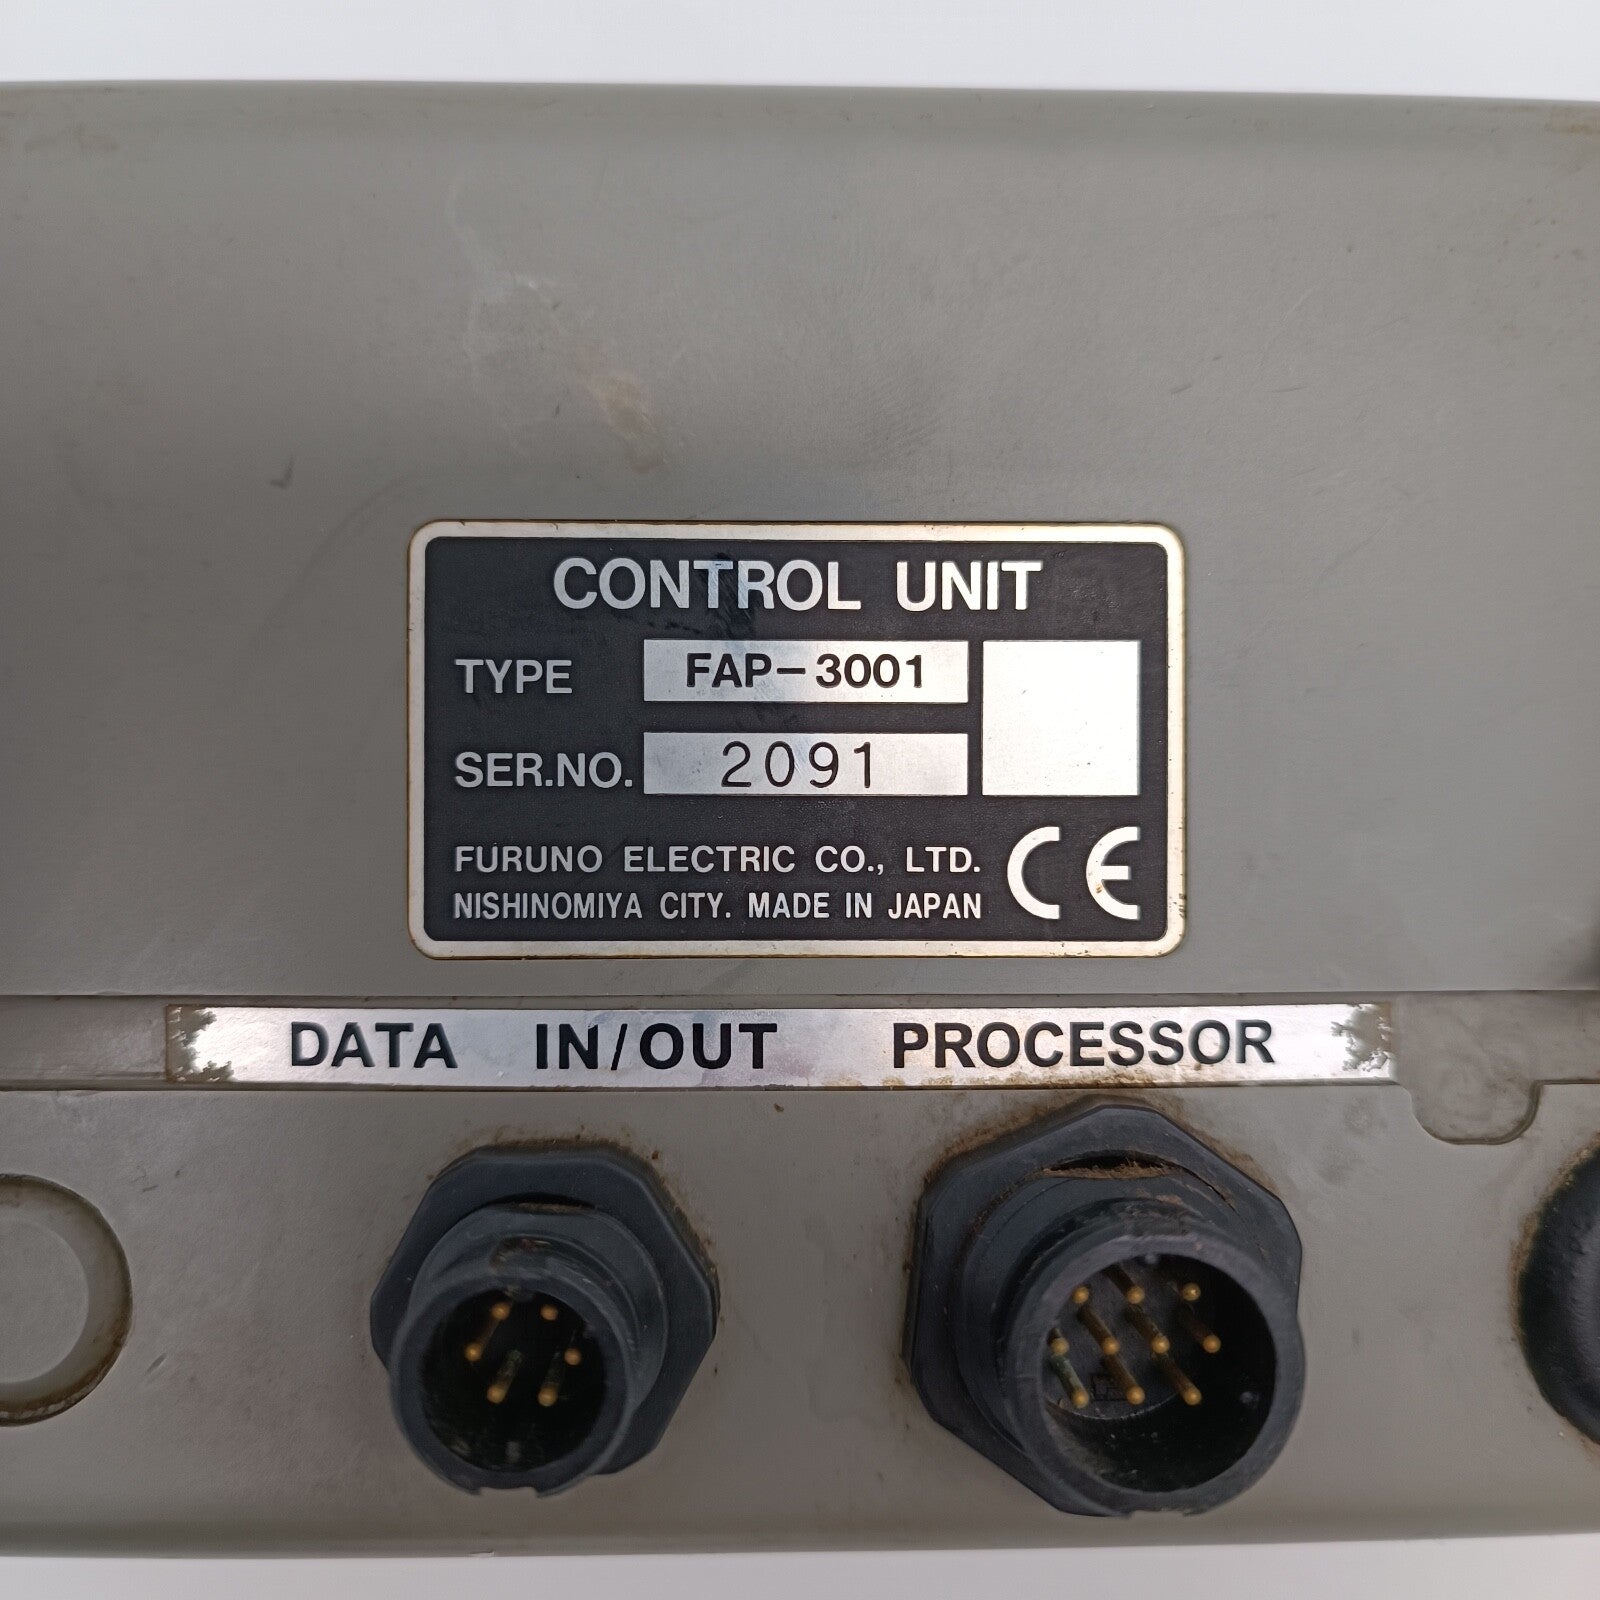 CONTROL UNIT
TYPE FAP-3001
SER.NO. 2091
FURUNO ELECTRIC CO., LTD.
NISHINOMIYA CITY. MADE IN JAPAN
CE
DATA IN/OUT PROCESSOR